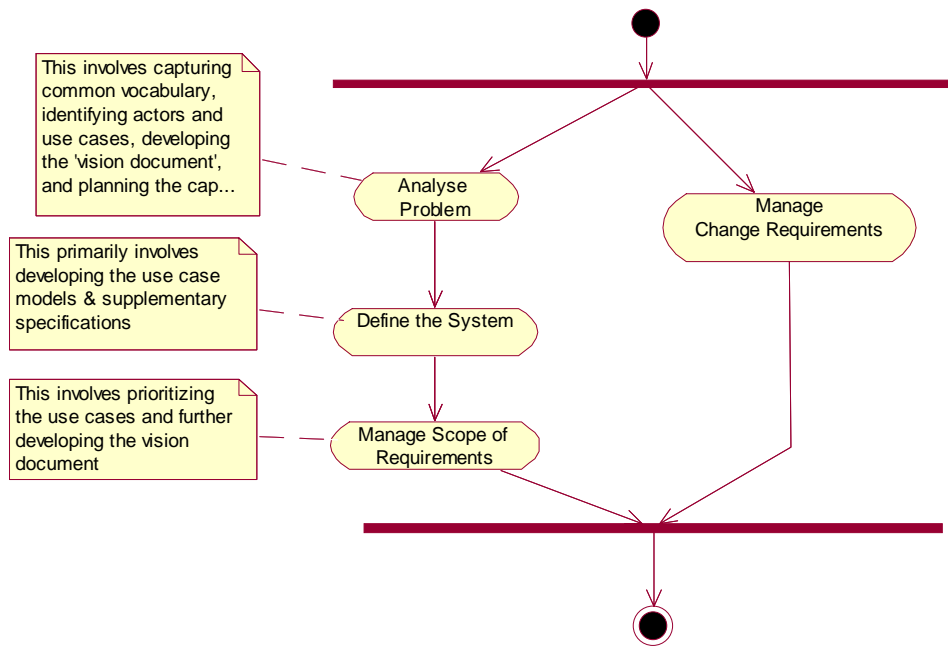 This involves capturing
common vocabulary,
identifying actors and
use cases, developing
the 'vision document',
and planning the cap...
Analyse
Problem
Manage
Change Requirements
This primarily involves
developing the use case
models & supplementary
specifications
Define the System
This involves prioritizing
the use cases and further
developing the vision
document
Manage Scope of
Requirements